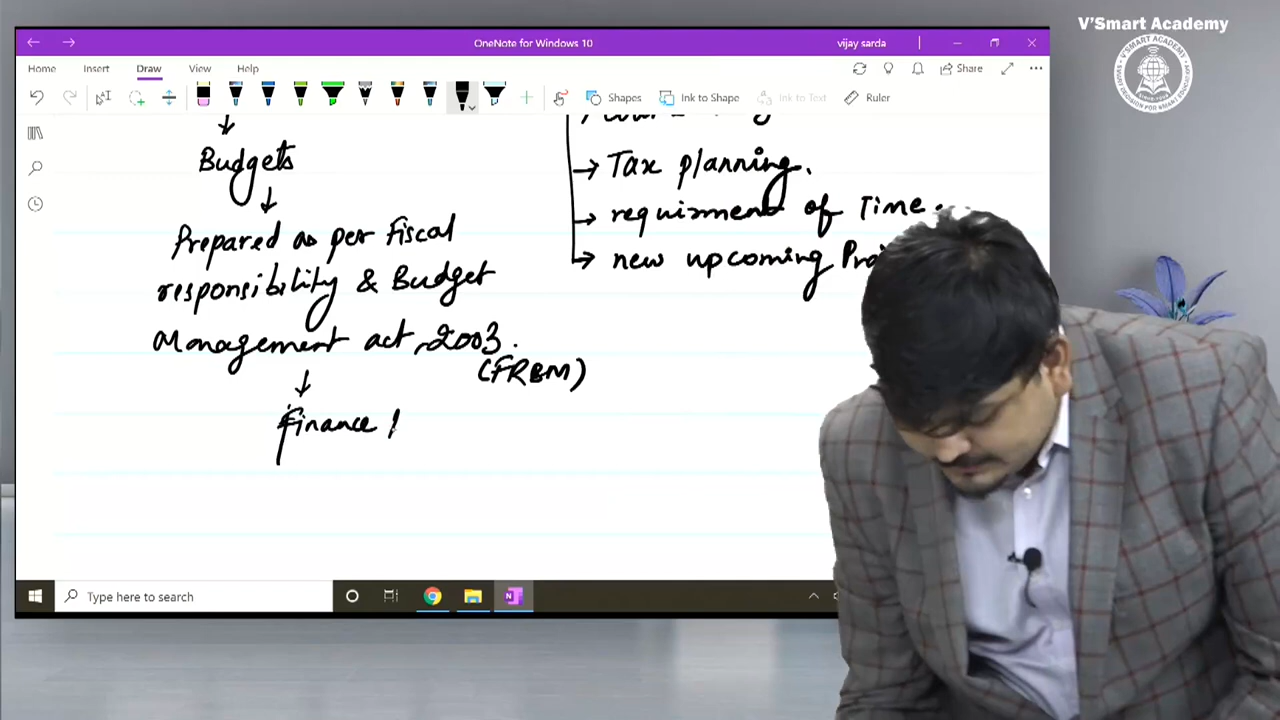 V'Smart Academy
OneNote for Windows 10
vijay sarda
Home
Insert
Draw
View
Help
Share
Shapes
Ink to Shape
Ink to Text
Ruler
Budgets
Prepared as per fiscal
responsibility & Budget
Management act, 2003.
(FRBM)
Finance
→ Tax planning.
→ requirment of Time.
→ new upcoming
Type here to search